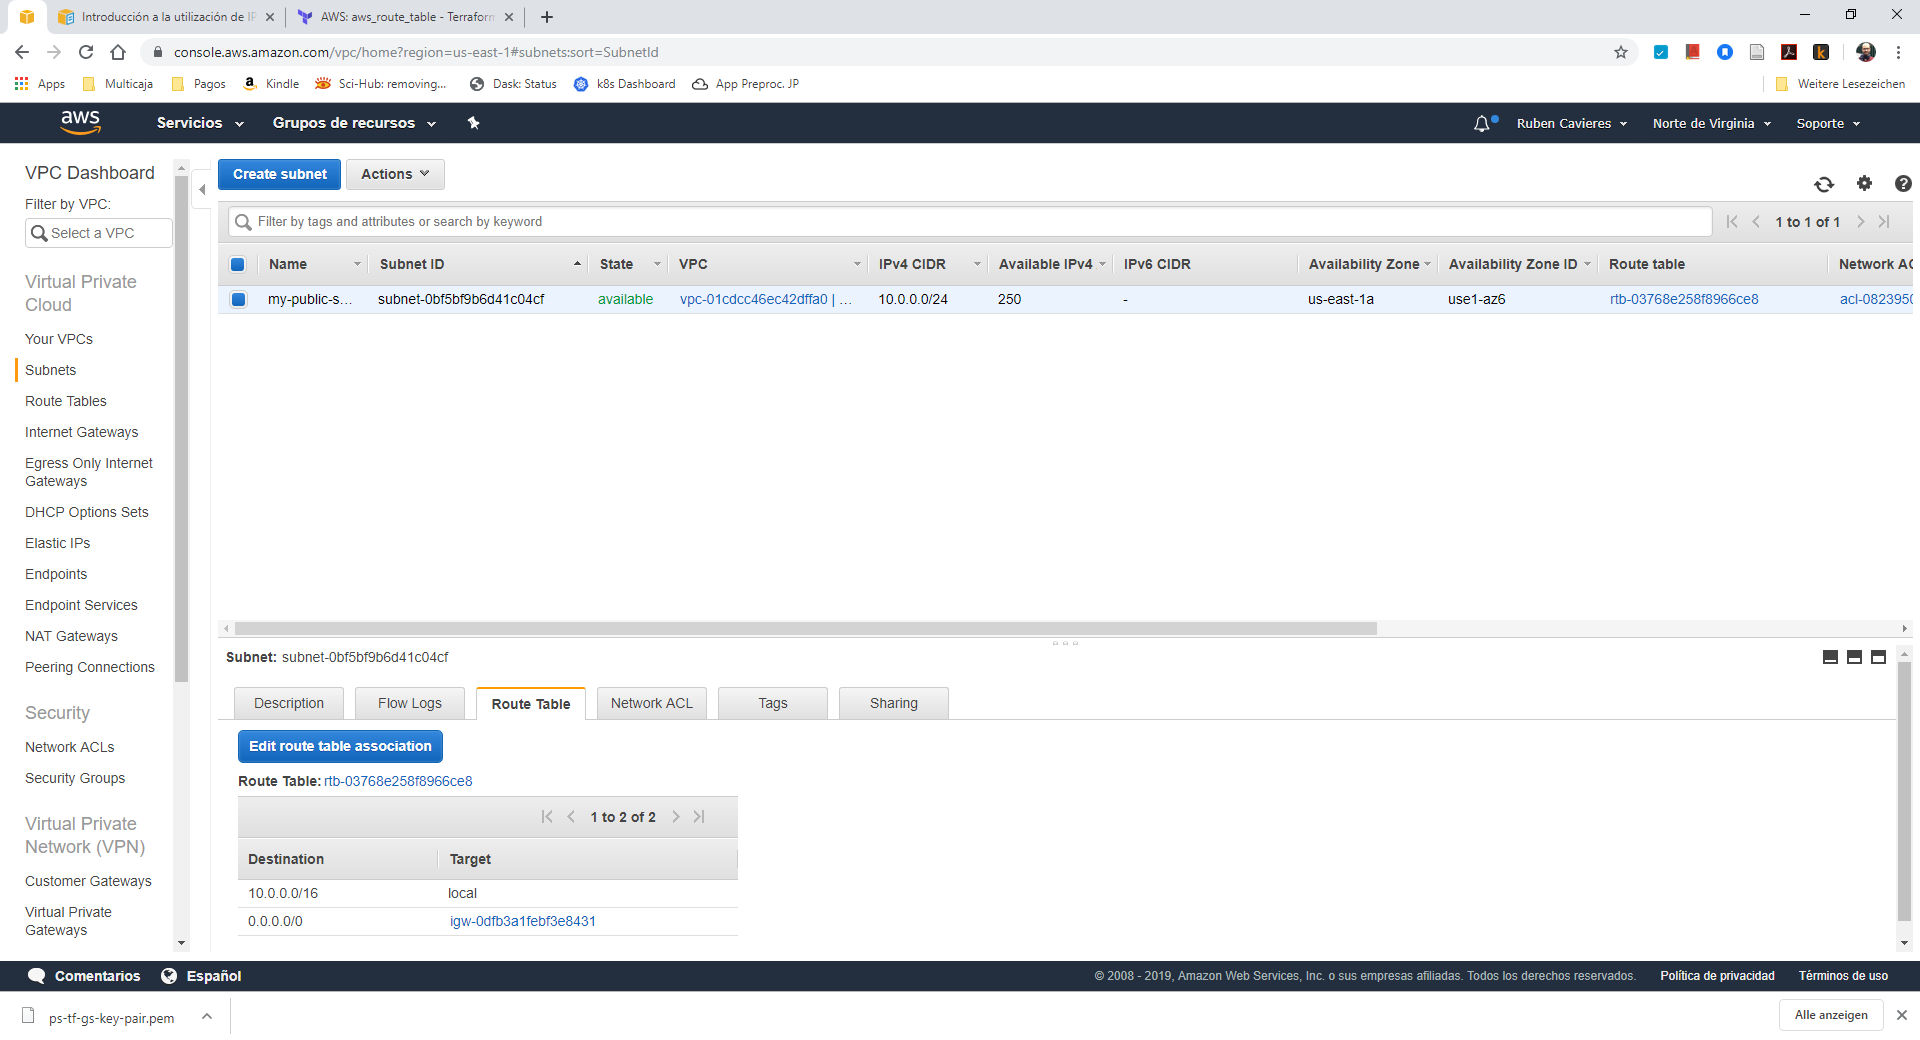 Introducción a la utilización de IP
AWS: aws_route_table - Terraform
console.aws.amazon.com/vpc/home?region=us-east-1#subnets:sort=SubnetId
Apps
Multicaja
Pagos
Kindle
Sci-Hub: removing...
Dask: Status
k8s Dashboard
App Preproc. JP
Weitere Lesezeichen
aws
Servicios
Grupos de recursos
Ruben Cavieres
Norte de Virginia
Soporte
VPC Dashboard
Filter by VPC:
Select a VPC
Virtual Private
Cloud
Your VPCs
Subnets
Route Tables
Internet Gateways
Egress Only Internet
Gateways
DHCP Options Sets
Elastic IPs
Endpoints
Endpoint Services
NAT Gateways
Peering Connections
Security
Network ACLs
Security Groups
Virtual Private
Network (VPN)
Customer Gateways
Virtual Private
Gateways
Create subnet
Actions
Filter by tags and attributes or search by keyword
1 to 1 of 1
Name Subnet ID State VPC IPv4 CIDR Available IPv4 IPv6 CIDR Availability Zone Availability Zone ID Route table Network AC
my-public-s... subnet-0bf5bf9b6d41c04cf available vpc-01cdcc46ec42dffa0 | ... 10.0.0.0/24 250 - us-east-1a use1-az6 rtb-03768e258f8966ce8 acl-0823950
Subnet: subnet-0bf5bf9b6d41c04cf
Description
Flow Logs
Route Table
Network ACL
Tags
Sharing
Edit route table association
Route Table: rtb-03768e258f8966ce8
1 to 2 of 2
Destination Target
10.0.0.0/16 local
0.0.0.0/0 igw-0dfb3a1febf3e8431
Comentarios
Español
© 2008 - 2019, Amazon Web Services, Inc. o sus empresas afiliadas. Todos los derechos reservados.
Política de privacidad
Términos de uso
ps-tf-gs-key-pair.pem
Alle anzeigen